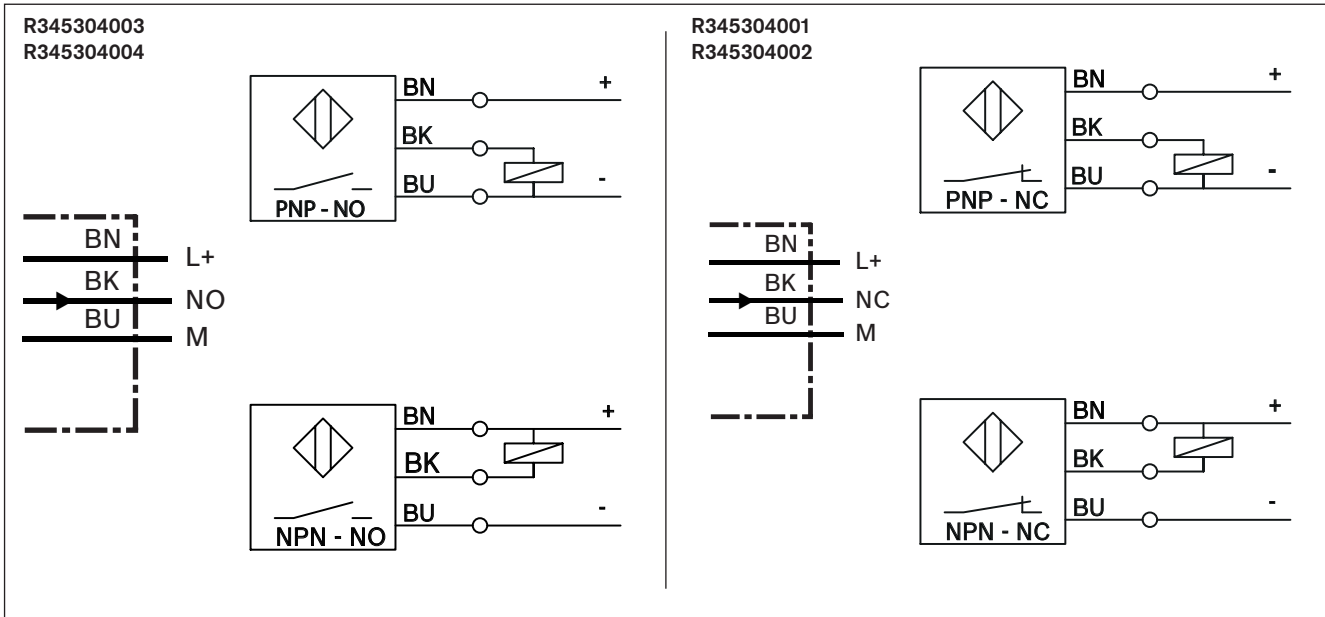 R345304003
R345304004
BN
+
BK
BU
-
PNP - NO
BN
L+
BK
NO
BU
M
BN
+
BK
BU
-
NPN - NO
R345304001
R345304002
BN
+
BK
BU
-
PNP - NC
BN
L+
BK
NC
BU
M
BN
+
BK
BU
-
NPN - NC